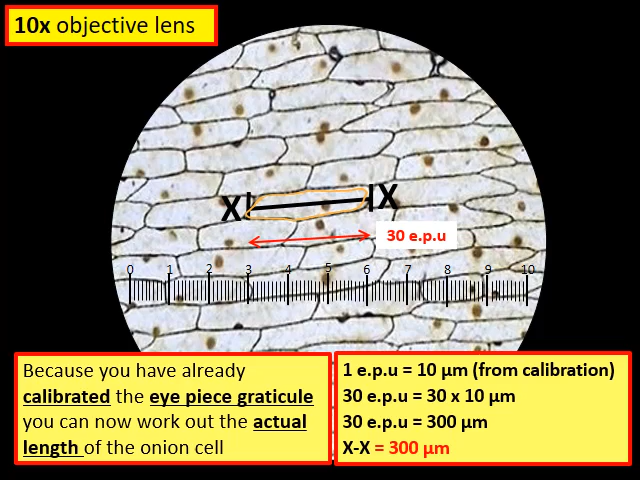 10x objective lens
X X
30 e.p.u
0 1 2 3 4 5 6 7 8 9 10
Because you have already
calibrated the eye piece graticule
you can now work out the actual
length of the onion cell
1 e.p.u = 10 µm (from calibration)
30 e.p.u = 30 x 10 µm
30 e.p.u = 300 µm
X-X = 300 µm